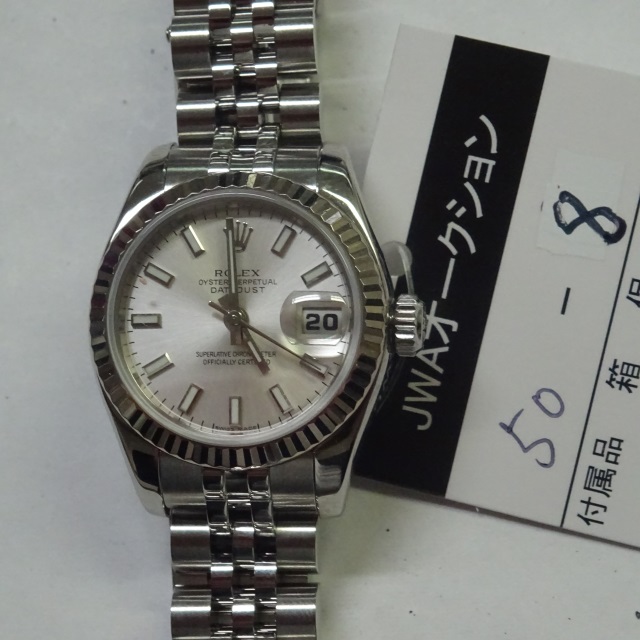 ROLEX
OYSTER PERPETUAL
DATEJUST
20
SUPERLATIVE CHRONOMETER
OFFICIALLY CERTIFIED
JWAオークション
50 - 8
付属品 箱